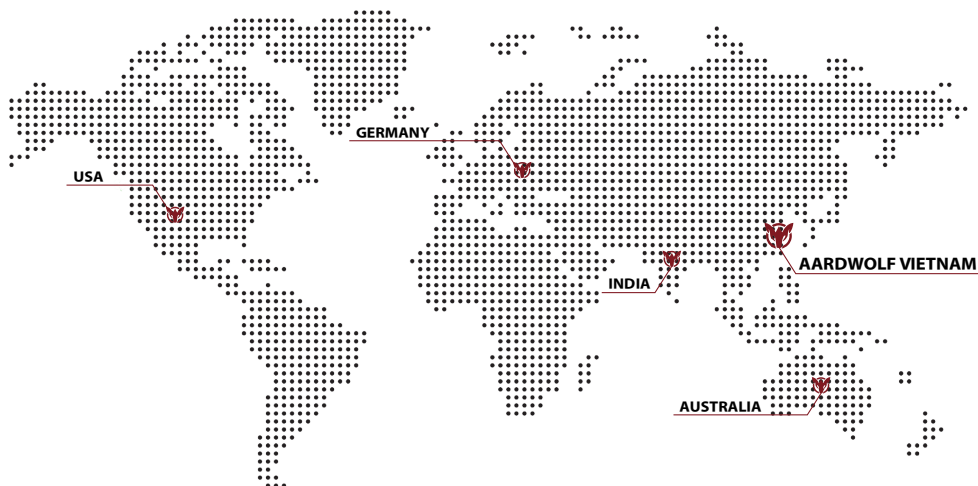 GERMANY
USA
AARDWOLF VIETNAM
INDIA
AUSTRALIA